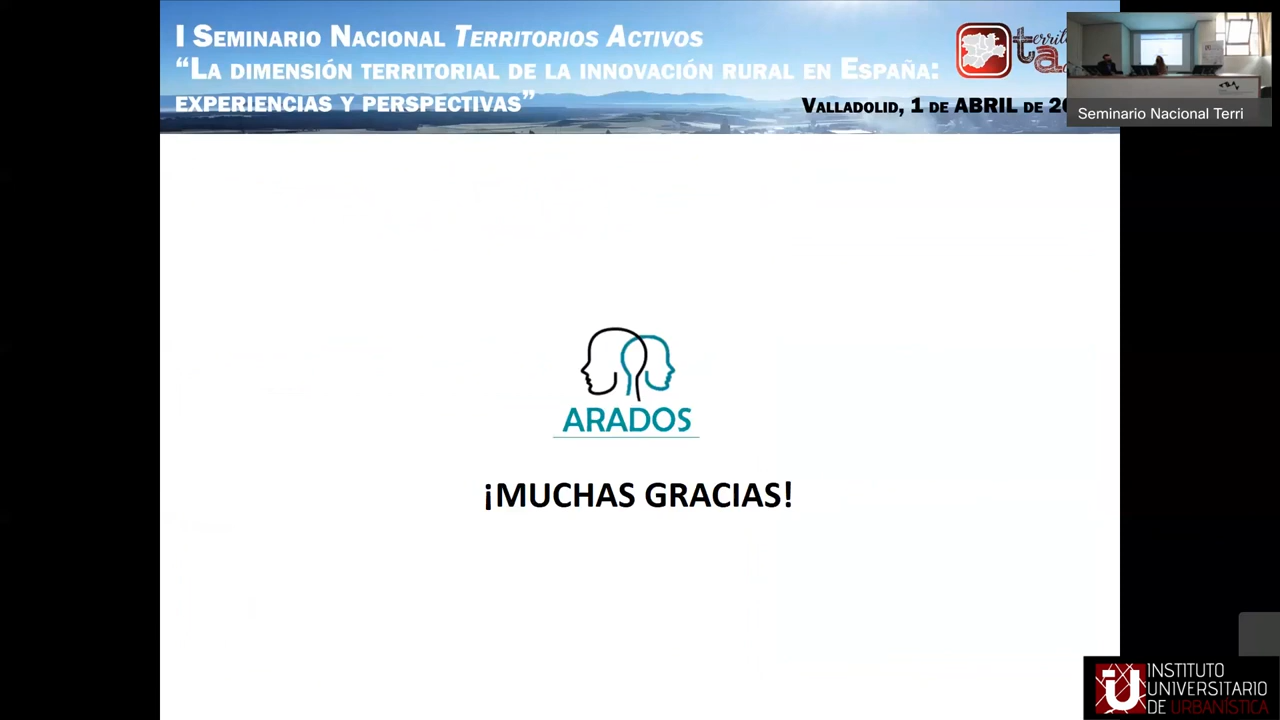 I SEMINARIO NACIONAL TERRITORIOS ACTIVOS
“LA DIMENSIÓN TERRITORIAL DE LA INNOVACIÓN RURAL EN ESPAÑA:
EXPERIENCIAS Y PERSPECTIVAS”
VALLADOLID, 1 DE ABRIL DE
Seminario Nacional Terri
ARADOS
¡MUCHAS GRACIAS!
INSTITUTO
UNIVERSITARIO
DE URBANÍSTICA